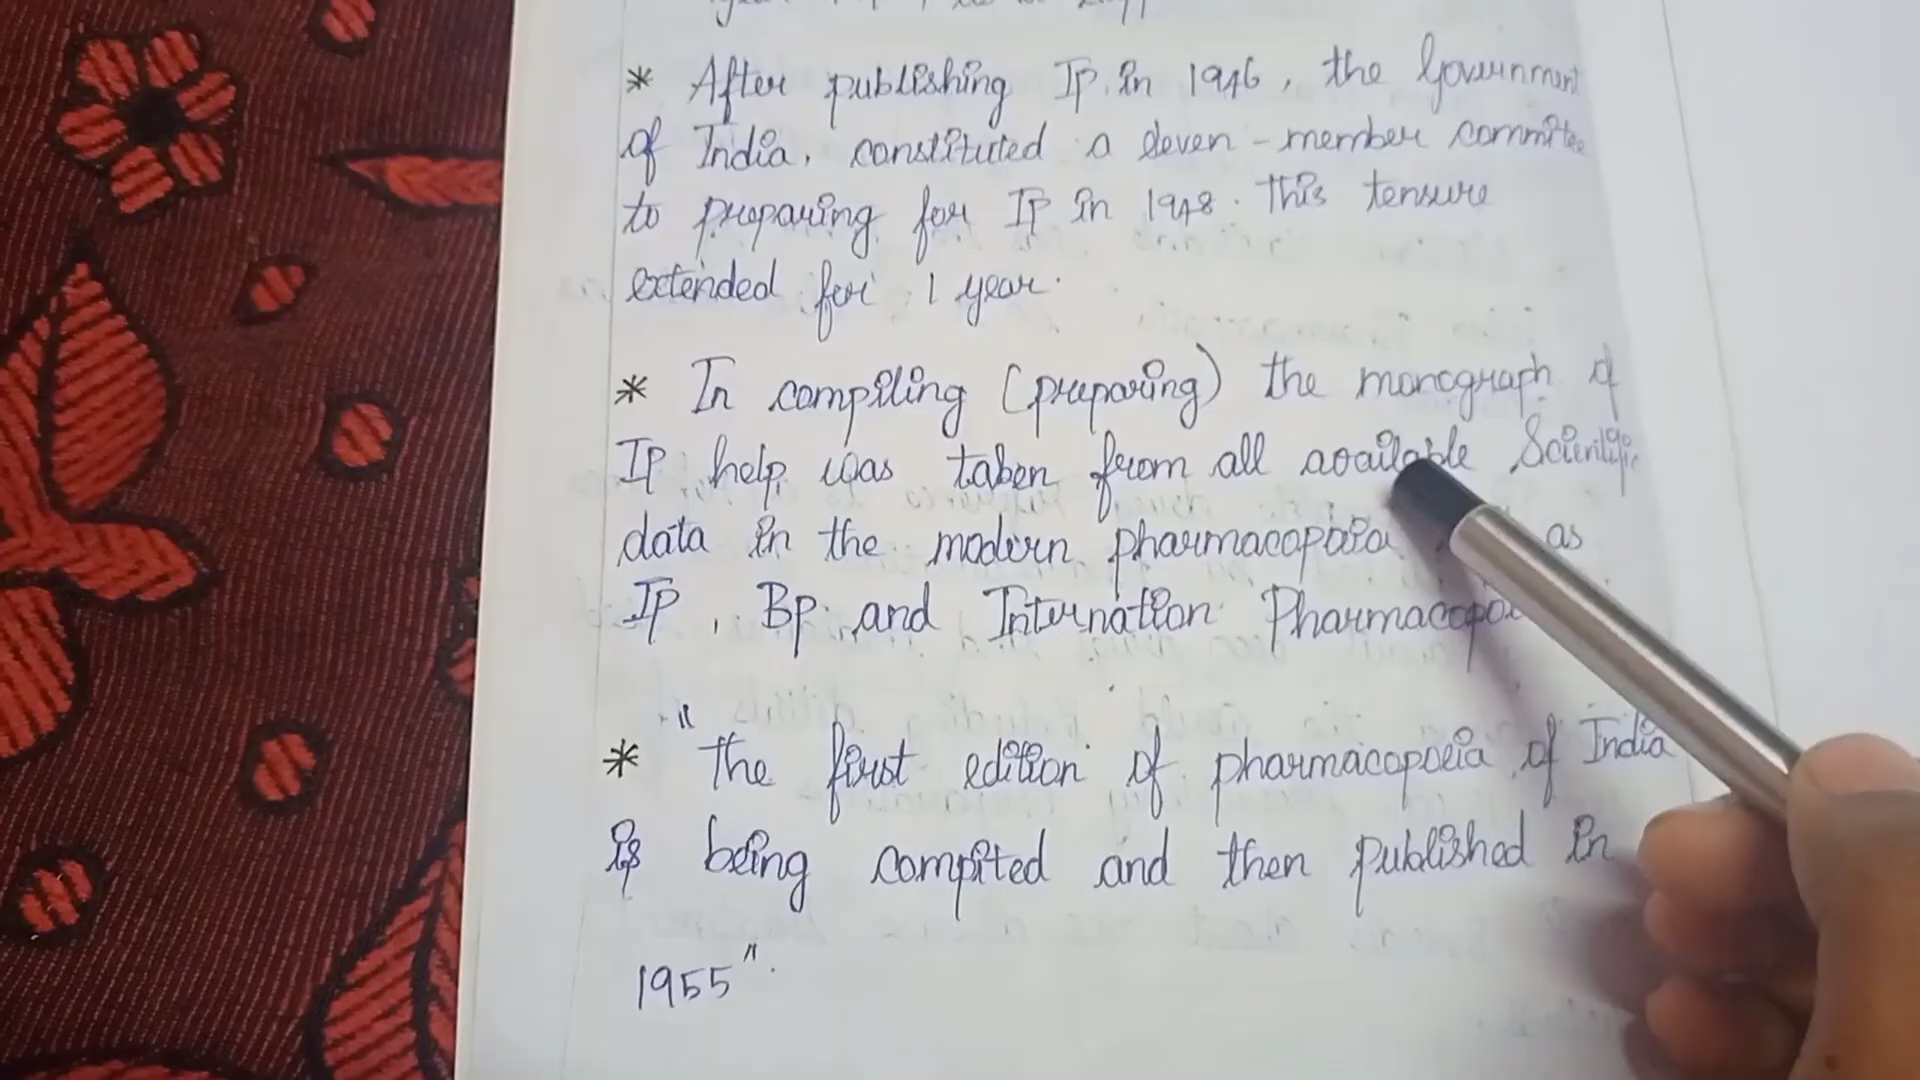 * After publishing IP in 1946, the Government
of India, constituted a eleven - member commitee
to preparing for IP in 1948. This tensure
extended for 1 year.
* In compiling (preparing) the monograph of
IP help was taken from all available Scientific
data in the modern pharmacopoeia as
IP, BP and Internation Pharmacopoe
* "The first edition of pharmacopoeia of India
is being compited and then published in
1955".